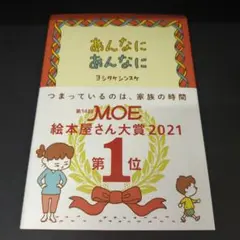 あんなに
あんなに
ヨシタケシンスケ
つまっているのは、家族の時間
第14回
MOE
絵本屋さん大賞2021
第
1
位